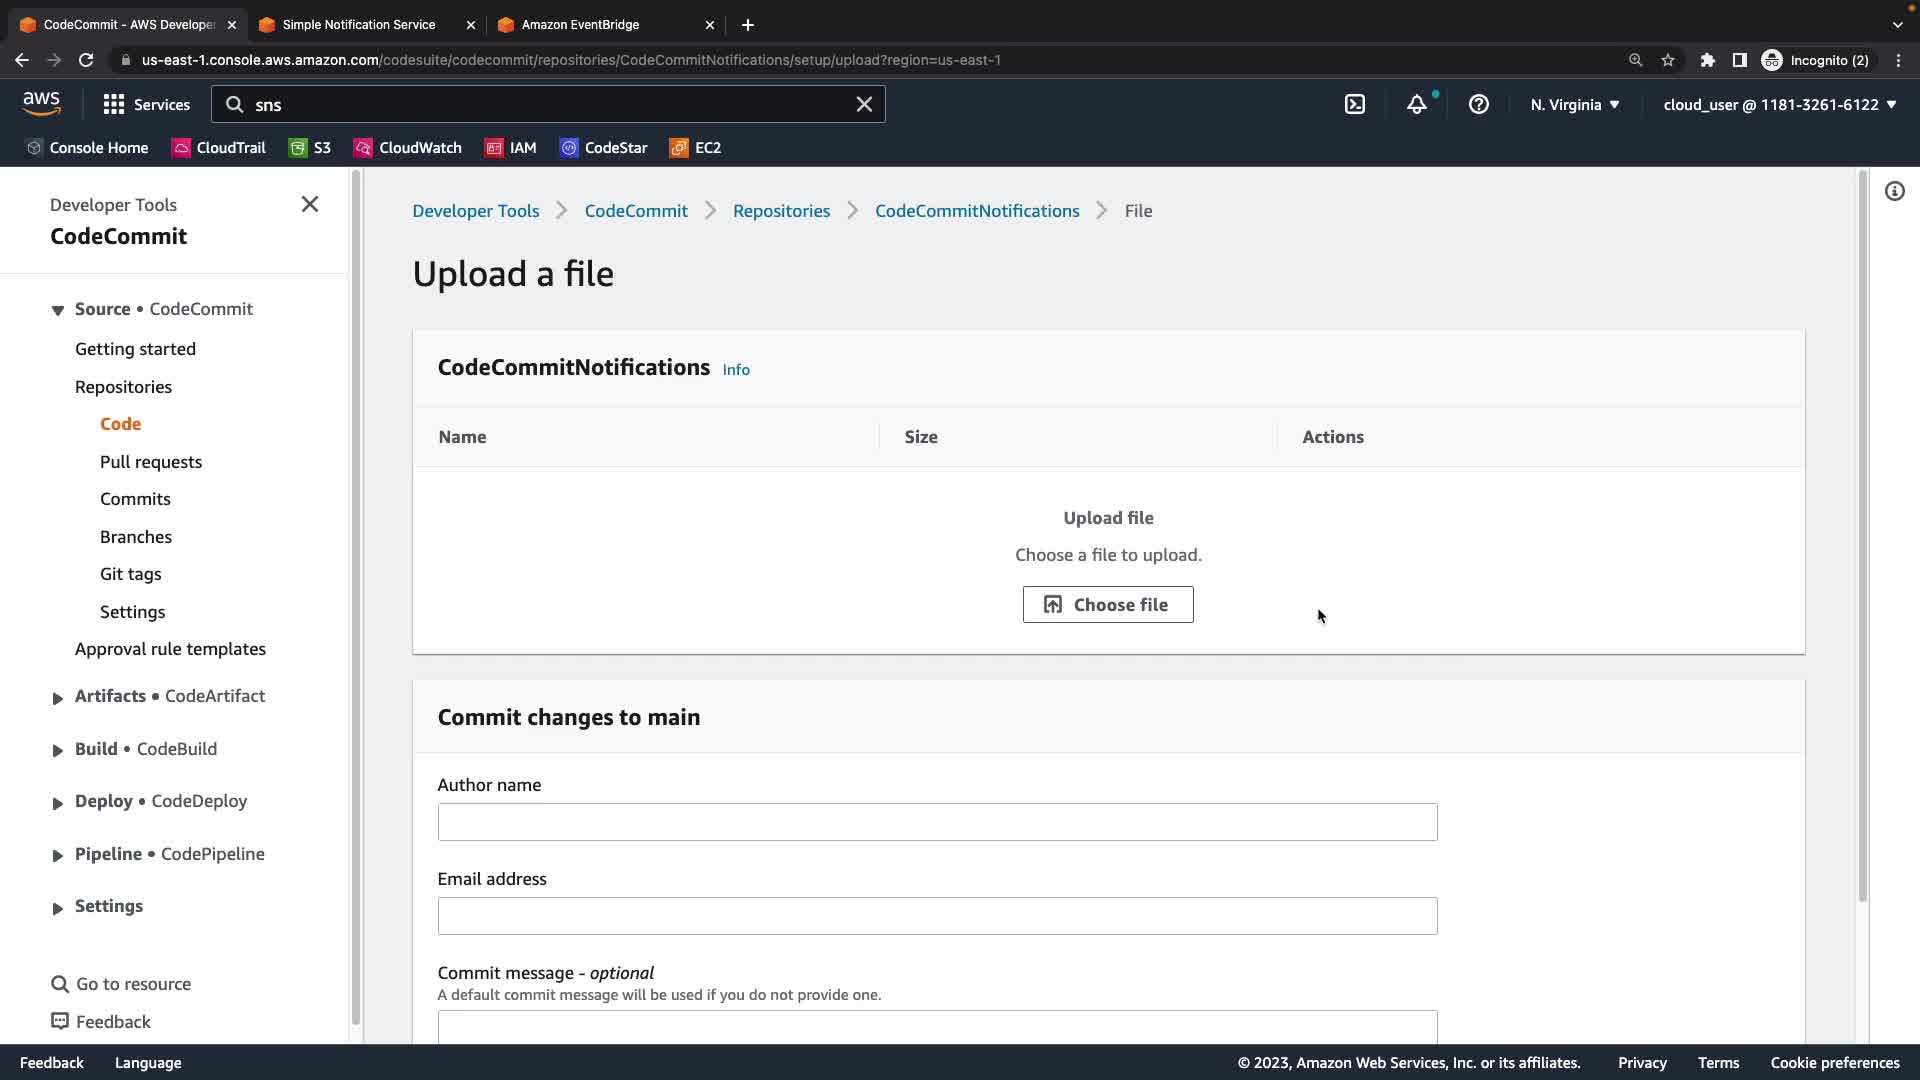 CodeCommit - AWS Develope
Simple Notification Service
Amazon EventBridge
us-east-1.console.aws.amazon.com/codesuite/codecommit/repositories/CodeCommitNotifications/setup/upload?region=us-east-1
Incognito (2)
aws
Services
sns
N. Virginia
cloud_user @ 1181-3261-6122
Console Home
CloudTrail
S3
CloudWatch
IAM
CodeStar
EC2
Developer Tools
CodeCommit
Source • CodeCommit
Getting started
Repositories
Code
Pull requests
Commits
Branches
Git tags
Settings
Approval rule templates
Artifacts • CodeArtifact
Build • CodeBuild
Deploy • CodeDeploy
Pipeline • CodePipeline
Settings
Go to resource
Feedback
Developer Tools
CodeCommit
Repositories
CodeCommitNotifications
File
Upload a file
CodeCommitNotifications Info
Name
Size
Actions
Upload file
Choose a file to upload.
Choose file
Commit changes to main
Author name
Email address
Commit message - optional
A default commit message will be used if you do not provide one.
Feedback
Language
© 2023, Amazon Web Services, Inc. or its affiliates.
Privacy
Terms
Cookie preferences